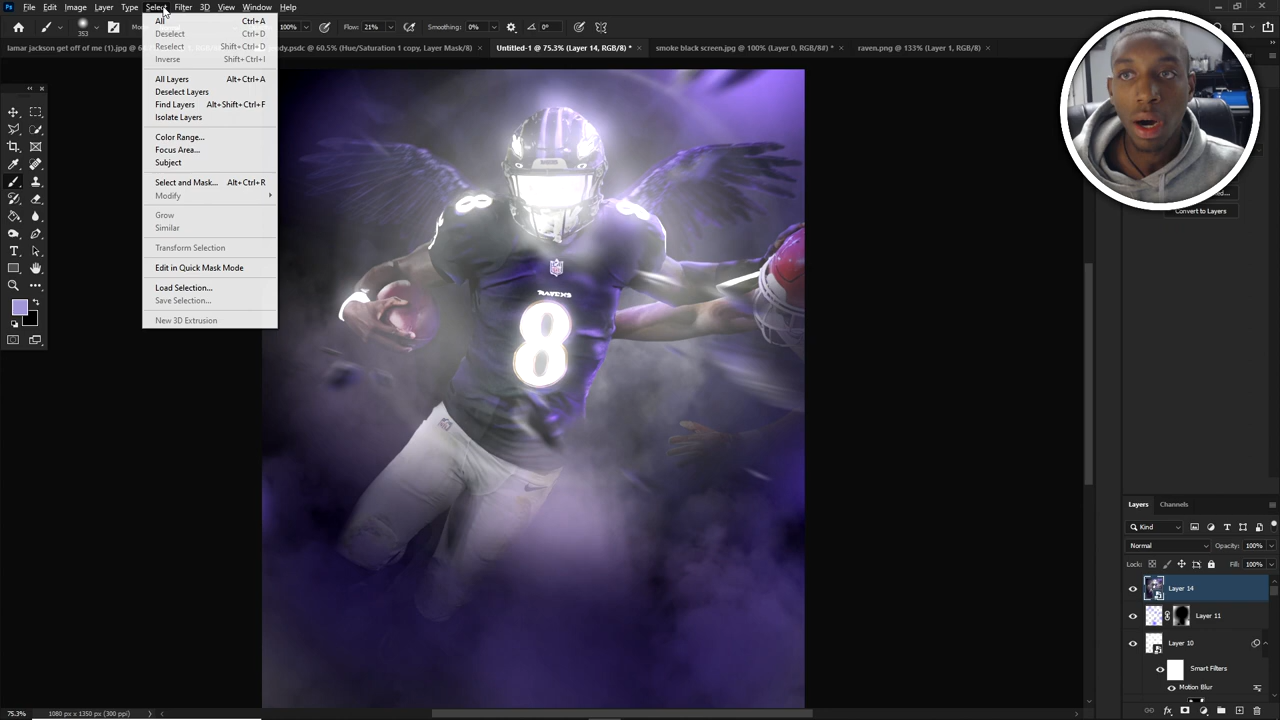 File Edit Image Layer Type Select Filter 3D View Window Help
353 100% Flow: 21% Smoothing: 0% 0°
lamar jackson get off of me (1).jpg @ 60.5% (Hue/Saturation 1 copy, Layer Mask/8) × Untitled-1 @ 75.3% (Layer 14, RGB/8) * × smoke black screen.jpg @ 100% (Layer 0, RGB/8#) * × raven.png @ 133% (Layer 1, RGB/8) ×
All Ctrl+A
Deselect Ctrl+D
Reselect Shift+Ctrl+D
Inverse Shift+Ctrl+I
All Layers Alt+Ctrl+A
Deselect Layers
Find Layers Alt+Shift+Ctrl+F
Isolate Layers
Color Range...
Focus Area...
Subject
Select and Mask... Alt+Ctrl+R
Modify
Grow
Similar
Transform Selection
Edit in Quick Mask Mode
Load Selection...
Save Selection...
New 3D Extrusion
RAVENS
8
Convert to Layers
Layers Channels
Kind
Normal Opacity: 100%
Lock: Fill: 100%
Layer 14
Layer 11
Layer 10
Smart Filters
Motion Blur
75.3% 1080 px x 1350 px (300 ppi)